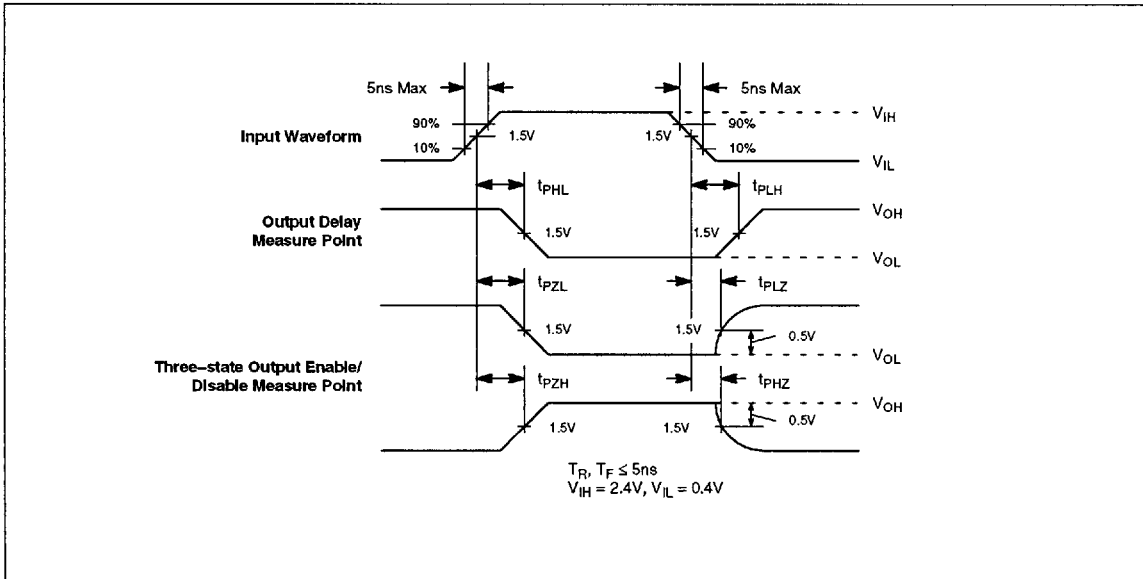 5ns Max 5ns Max
90% 90% V_IH
Input Waveform 1.5V 1.5V
10% 10% V_IL
t_PHL t_PLH
V_OH
Output Delay
Measure Point 1.5V 1.5V
V_OL
t_PZL t_PLZ
1.5V 1.5V 0.5V
V_OL
Three–state Output Enable/
Disable Measure Point t_PZH t_PHZ
V_OH
1.5V 1.5V 0.5V
T_R, T_F ≤ 5ns
V_IH = 2.4V, V_IL = 0.4V